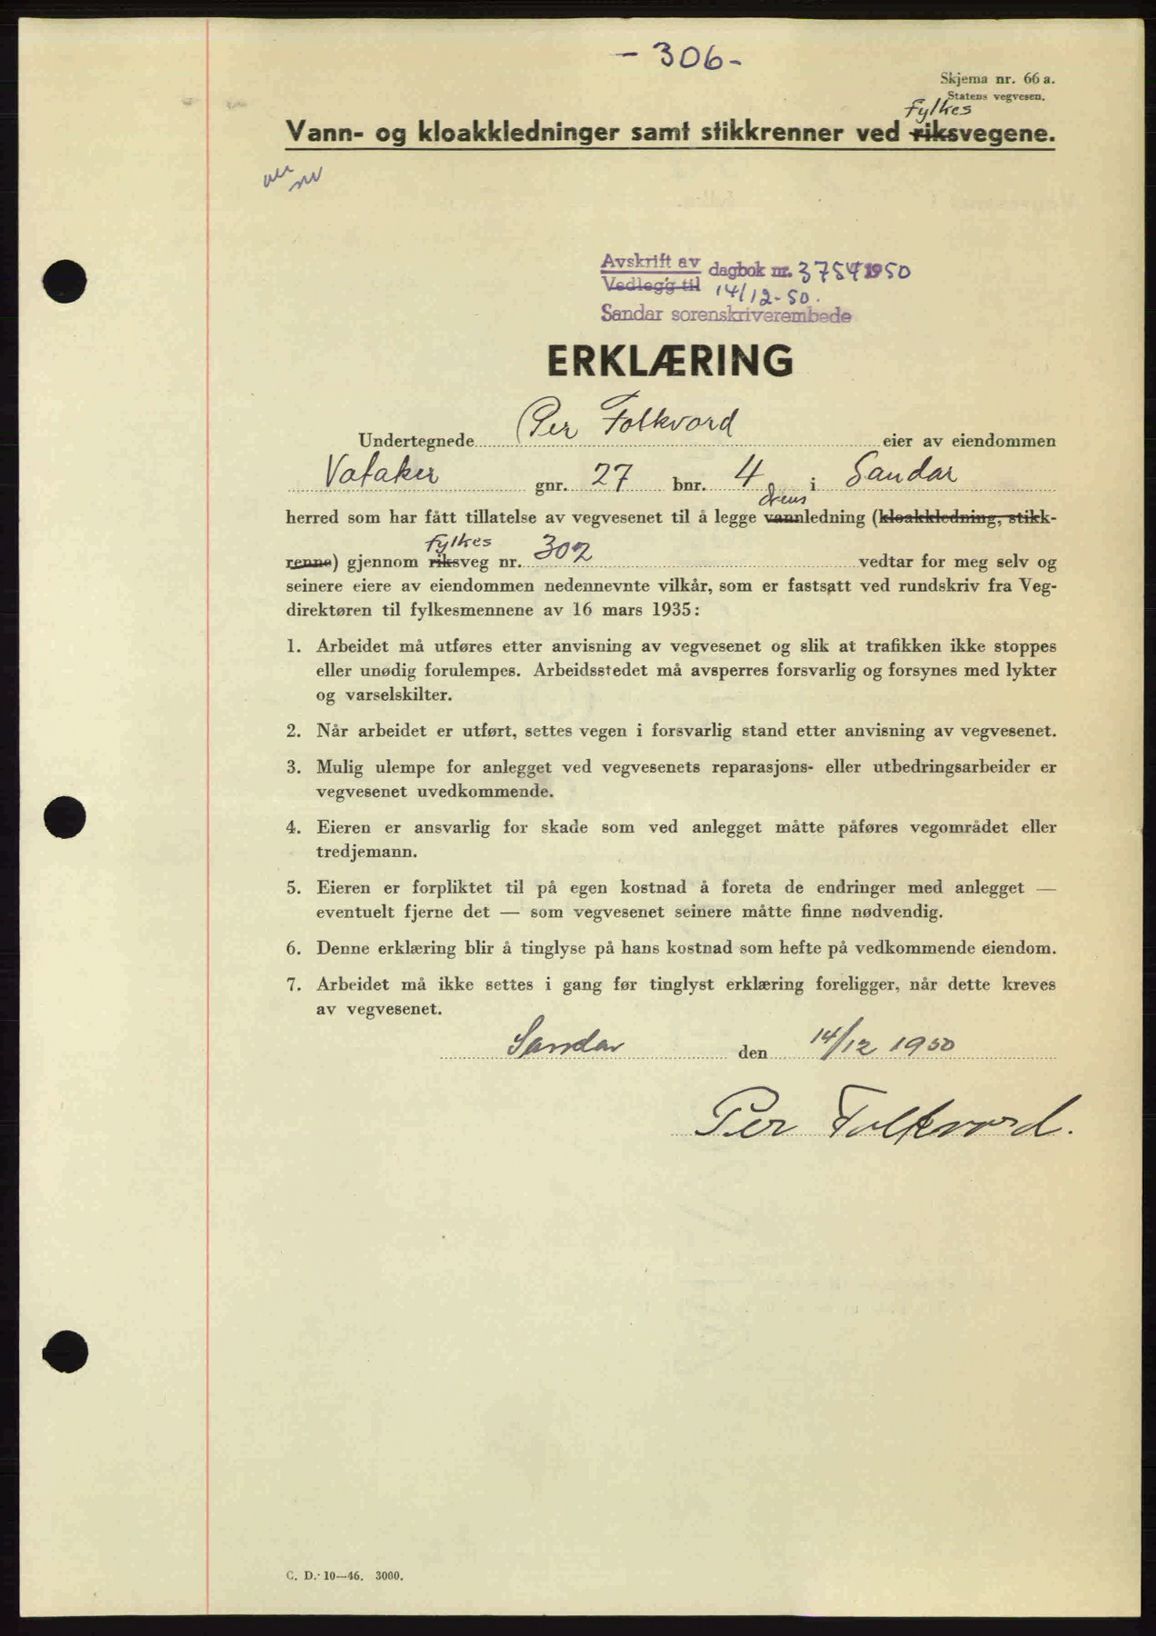 - 306 -
Skjema nr. 66 a.
Statens vegvesen.
fylkes
Vann- og kloakkledninger samt stikkrenner ved riksvegene.
Avskrift av dagbok nr. 3754 1950
Vedlegg til 14/12-50.
Sandar sorenskriverembede
ERKLÆRING
Undertegnede Per Folkvord eier av eiendommen
Vataker gnr. 27 bnr. 4 i Sandar
drens
herred som har fått tillatelse av vegvesenet til å legge vannledning (kloakkledning, stikk-
fylkes
renne) gjennom riksveg nr. 302 vedtar for meg selv og
seinere eiere av eiendommen nedennevnte vilkår, som er fastsatt ved rundskriv fra Veg-
direktøren til fylkesmennene av 16 mars 1935:
1. Arbeidet må utføres etter anvisning av vegvesenet og slik at trafikken ikke stoppes
eller unødig forulempes. Arbeidsstedet må avsperres forsvarlig og forsynes med lykter
og varselskilter.
2. Når arbeidet er utført, settes vegen i forsvarlig stand etter anvisning av vegvesenet.
3. Mulig ulempe for anlegget ved vegvesenets reparasjons- eller utbedringsarbeider er
vegvesenet uvedkommende.
4. Eieren er ansvarlig for skade som ved anlegget måtte påføres vegområdet eller
tredjemann.
5. Eieren er forpliktet til på egen kostnad å foreta de endringer med anlegget —
eventuelt fjerne det — som vegvesenet seinere måtte finne nødvendig.
6. Denne erklæring blir å tinglyse på hans kostnad som hefte på vedkommende eiendom.
7. Arbeidet må ikke settes i gang før tinglyst erklæring foreligger, når dette kreves
av vegvesenet.
Sandar den 14/12 1950
Per Folkvord.
C. D. 10—46. 3000.